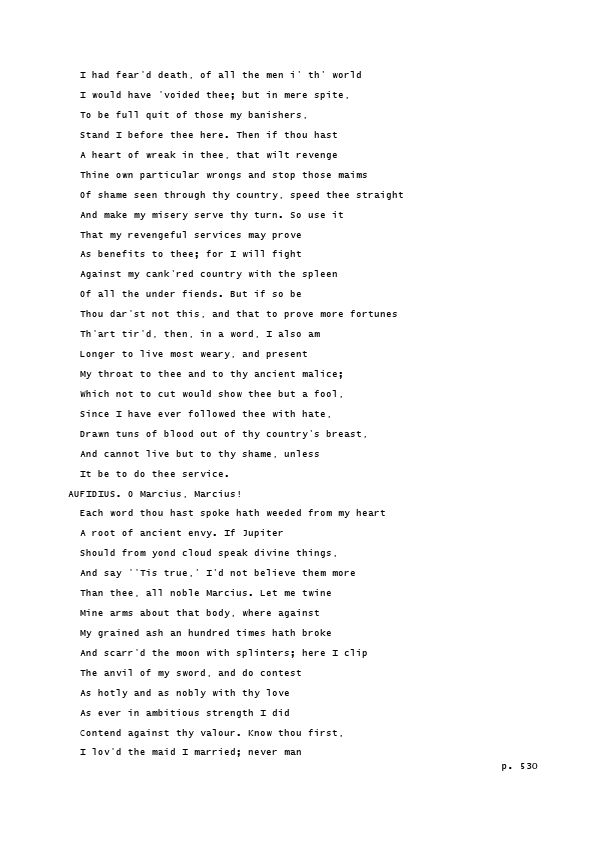 I had fear'd death, of all the men i' th' world
I would have 'voided thee; but in mere spite,
To be full quit of those my banishers,
Stand I before thee here. Then if thou hast
A heart of wreak in thee, that wilt revenge
Thine own particular wrongs and stop those maims
Of shame seen through thy country, speed thee straight
And make my misery serve thy turn. So use it
That my revengeful services may prove
As benefits to thee; for I will fight
Against my cank'red country with the spleen
Of all the under fiends. But if so be
Thou dar'st not this, and that to prove more fortunes
Th'art tir'd, then, in a word, I also am
Longer to live most weary, and present
My throat to thee and to thy ancient malice;
Which not to cut would show thee but a fool,
Since I have ever followed thee with hate,
Drawn tuns of blood out of thy country's breast,
And cannot live but to thy shame, unless
It be to do thee service.
AUFIDIUS. O Marcius, Marcius!
Each word thou hast spoke hath weeded from my heart
A root of ancient envy. If Jupiter
Should from yond cloud speak divine things,
And say ''Tis true,' I'd not believe them more
Than thee, all noble Marcius. Let me twine
Mine arms about that body, where against
My grained ash an hundred times hath broke
And scarr'd the moon with splinters; here I clip
The anvil of my sword, and do contest
As hotly and as nobly with thy love
As ever in ambitious strength I did
Contend against thy valour. Know thou first,
I lov'd the maid I married; never man
p. 530